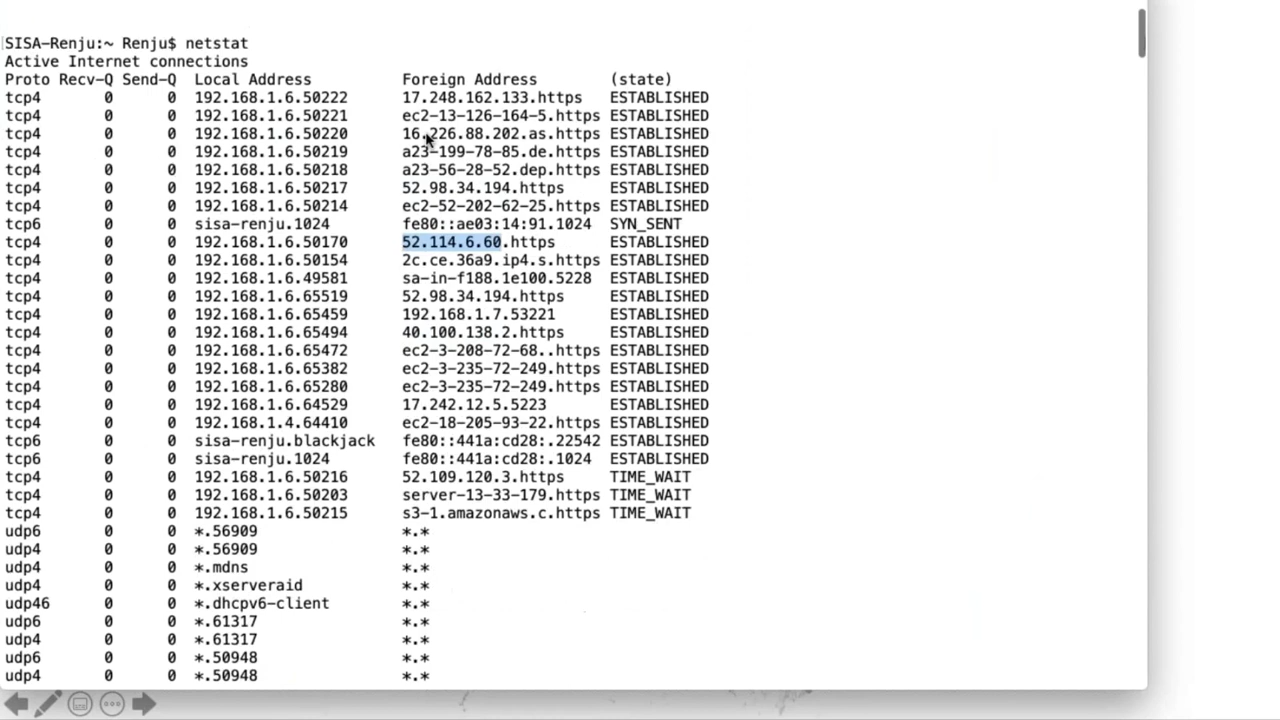 SISA-Renju:~ Renju$ netstat
Active Internet connections
Proto Recv-Q Send-Q  Local Address          Foreign Address        (state)
tcp4       0      0  192.168.1.6.50222      17.248.162.133.https   ESTABLISHED
tcp4       0      0  192.168.1.6.50221      ec2-13-126-164-5.https ESTABLISHED
tcp4       0      0  192.168.1.6.50220      16.226.88.202.as.https ESTABLISHED
tcp4       0      0  192.168.1.6.50219      a23-199-78-85.de.https ESTABLISHED
tcp4       0      0  192.168.1.6.50218      a23-56-28-52.dep.https ESTABLISHED
tcp4       0      0  192.168.1.6.50217      52.98.34.194.https     ESTABLISHED
tcp4       0      0  192.168.1.6.50214      ec2-52-202-62-25.https ESTABLISHED
tcp6       0      0  sisa-renju.1024        fe80::ae03:14:91.1024  SYN_SENT
tcp4       0      0  192.168.1.6.50170      52.114.6.60.https      ESTABLISHED
tcp4       0      0  192.168.1.6.50154      2c.ce.36a9.ip4.s.https ESTABLISHED
tcp4       0      0  192.168.1.6.49581      sa-in-f188.1e100.5228  ESTABLISHED
tcp4       0      0  192.168.1.6.65519      52.98.34.194.https     ESTABLISHED
tcp4       0      0  192.168.1.6.65459      192.168.1.7.53221      ESTABLISHED
tcp4       0      0  192.168.1.6.65494      40.100.138.2.https     ESTABLISHED
tcp4       0      0  192.168.1.6.65472      ec2-3-208-72-68..https ESTABLISHED
tcp4       0      0  192.168.1.6.65382      ec2-3-235-72-249.https ESTABLISHED
tcp4       0      0  192.168.1.6.65280      ec2-3-235-72-249.https ESTABLISHED
tcp4       0      0  192.168.1.6.64529      17.242.12.5.5223       ESTABLISHED
tcp4       0      0  192.168.1.4.64410      ec2-18-205-93-22.https ESTABLISHED
tcp6       0      0  sisa-renju.blackjack   fe80::441a:cd28:.22542 ESTABLISHED
tcp6       0      0  sisa-renju.1024        fe80::441a:cd28:.1024  ESTABLISHED
tcp4       0      0  192.168.1.6.50216      52.109.120.3.https     TIME_WAIT
tcp4       0      0  192.168.1.6.50203      server-13-33-179.https TIME_WAIT
tcp4       0      0  192.168.1.6.50215      s3-1.amazonaws.c.https TIME_WAIT
udp6       0      0  *.56909                *.*
udp4       0      0  *.56909                *.*
udp4       0      0  *.mdns                 *.*
udp4       0      0  *.xserveraid           *.*
udp46      0      0  *.dhcpv6-client        *.*
udp6       0      0  *.61317                *.*
udp4       0      0  *.61317                *.*
udp6       0      0  *.50948                *.*
udp4       0      0  *.50948                *.*